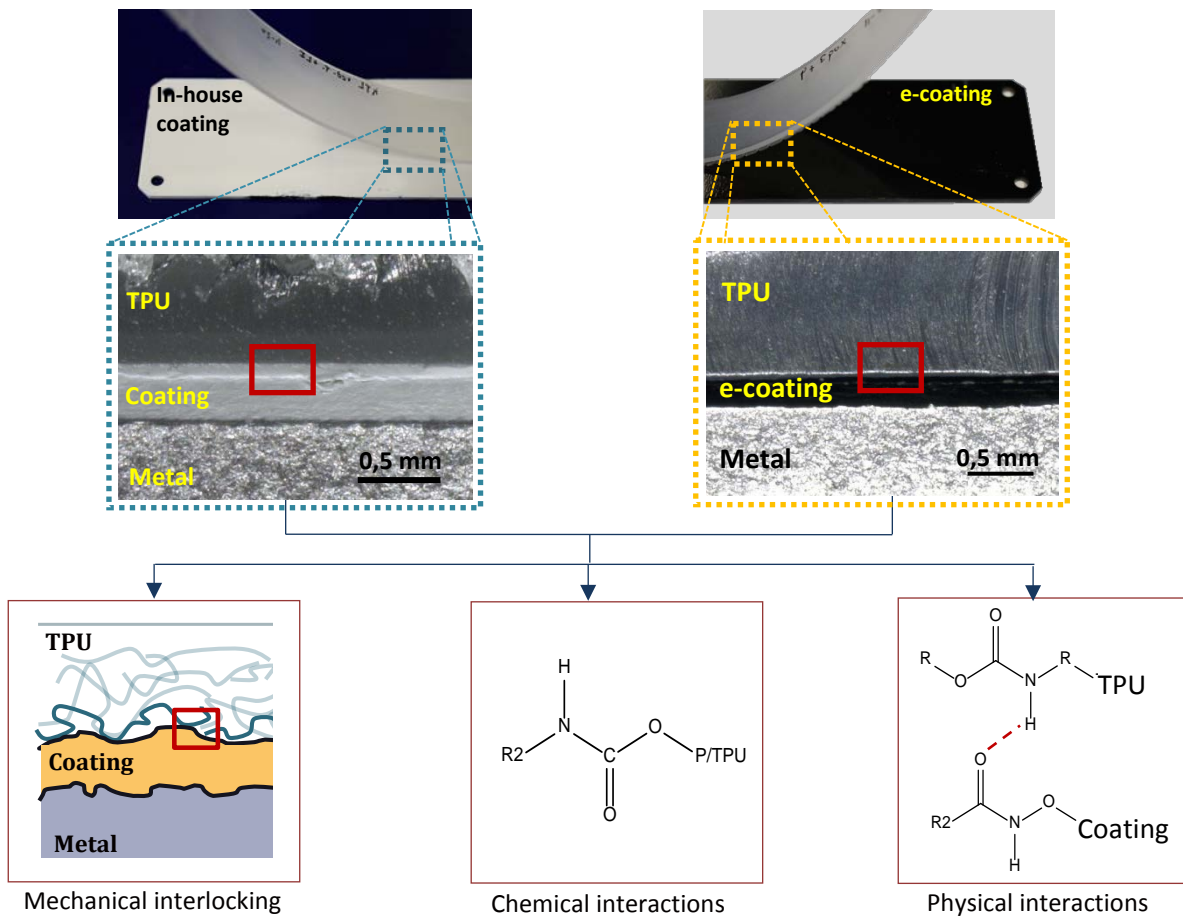 In-house
coating
e-coating
TPU
Coating
Metal
0,5 mm
TPU
e-coating
Metal
0,5 mm
TPU
Coating
Metal
Mechanical interlocking
H
N
R2
C
O
P/TPU
O
Chemical interactions
O
R
O
N
R
TPU
H
O
R2
N
O
Coating
H
Physical interactions